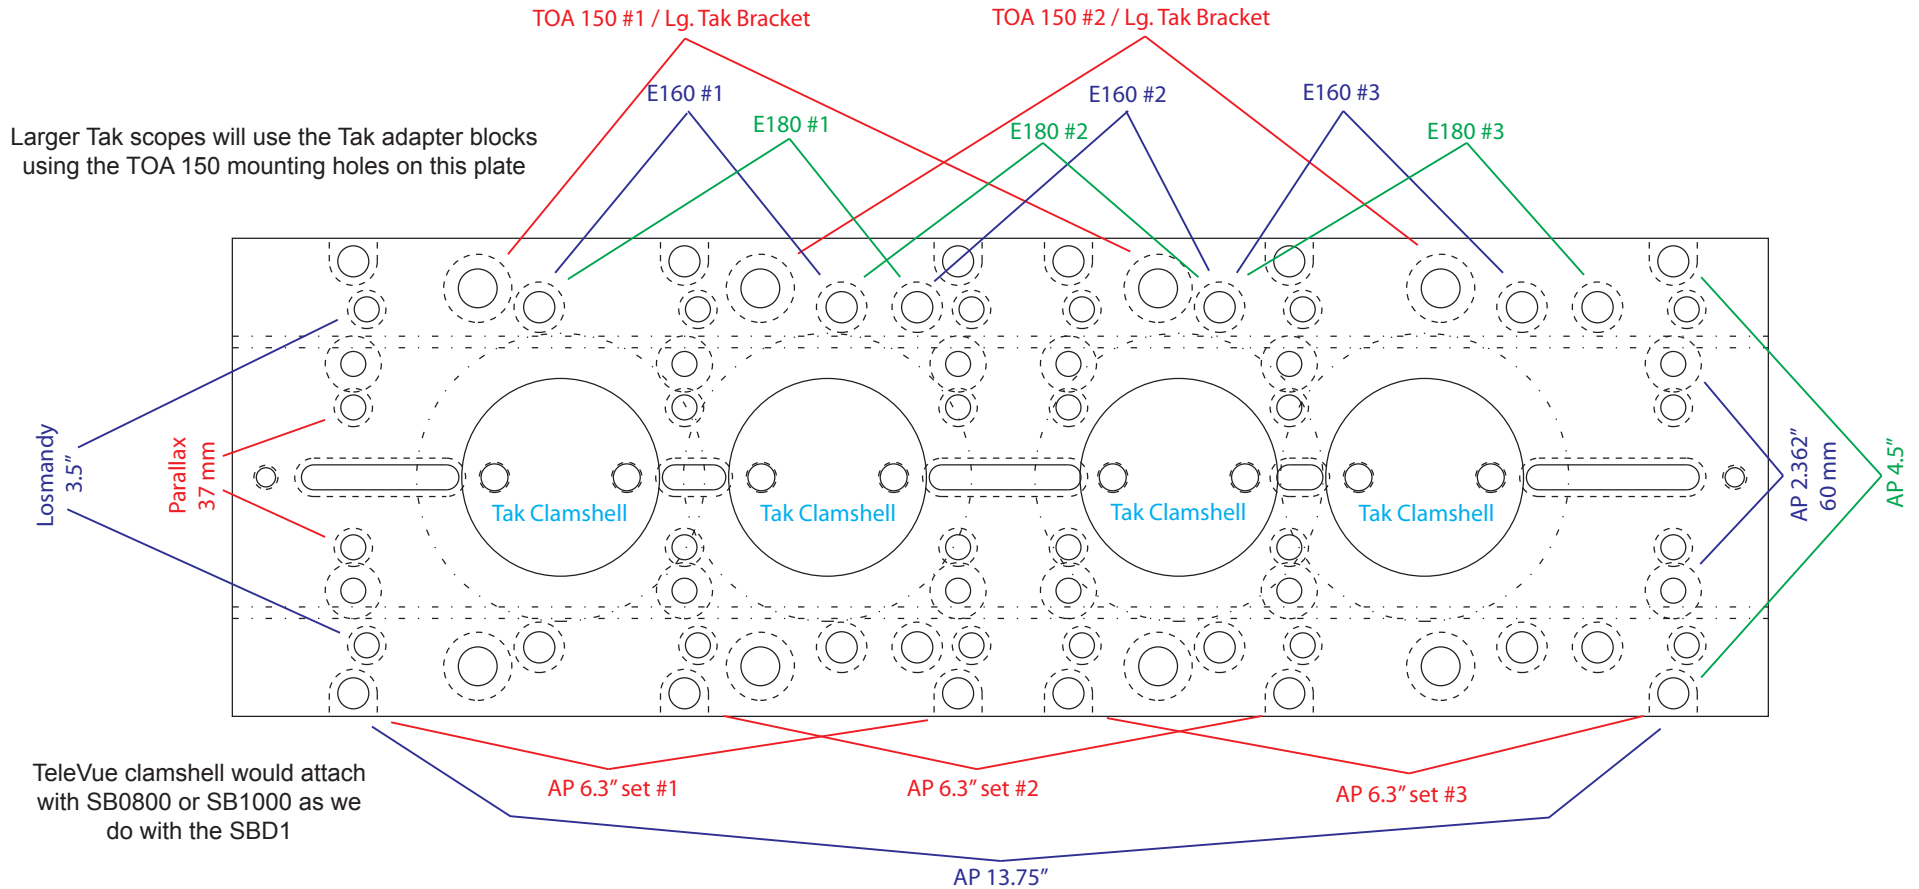 TOA 150 #1 / Lg. Tak Bracket
TOA 150 #2 / Lg. Tak Bracket
E160 #1
E160 #2
E160 #3
E180 #1
E180 #2
E180 #3
Larger Tak scopes will use the Tak adapter blocks
using the TOA 150 mounting holes on this plate
Losmandy
3.5”
Parallax
37 mm
Tak Clamshell
Tak Clamshell
Tak Clamshell
Tak Clamshell
AP 2.362”
60 mm
AP 4.5”
TeleVue clamshell would attach
with SB0800 or SB1000 as we
do with the SBD1
AP 6.3” set #1
AP 6.3” set #2
AP 6.3” set #3
AP 13.75”